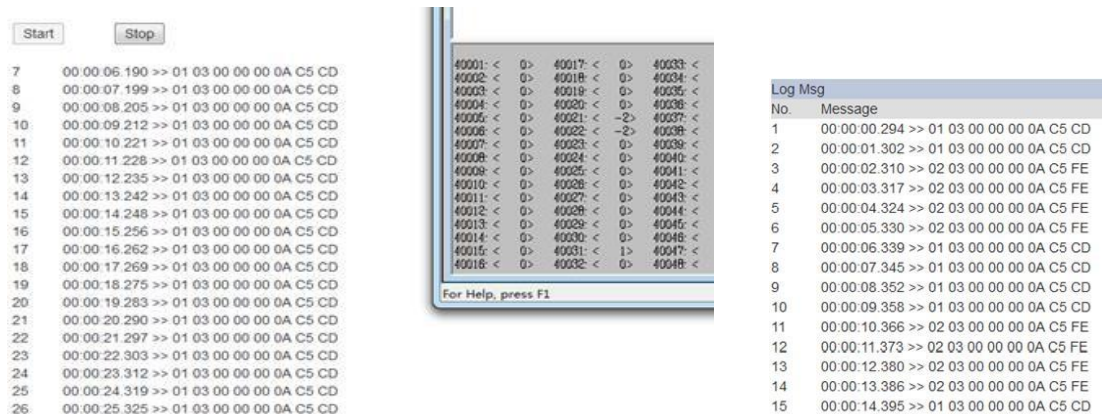 Start Stop
7 00:00:06.190 >> 01 03 00 00 00 0A C5 CD
8 00:00:07.199 >> 01 03 00 00 00 0A C5 CD
9 00:00:08.205 >> 01 03 00 00 00 0A C5 CD
10 00:00:09.212 >> 01 03 00 00 00 0A C5 CD
11 00:00:10.221 >> 01 03 00 00 00 0A C5 CD
12 00:00:11.228 >> 01 03 00 00 00 0A C5 CD
13 00:00:12.235 >> 01 03 00 00 00 0A C5 CD
14 00:00:13.242 >> 01 03 00 00 00 0A C5 CD
15 00:00:14.248 >> 01 03 00 00 00 0A C5 CD
16 00:00:15.256 >> 01 03 00 00 00 0A C5 CD
17 00:00:16.262 >> 01 03 00 00 00 0A C5 CD
18 00:00:17.269 >> 01 03 00 00 00 0A C5 CD
19 00:00:18.275 >> 01 03 00 00 00 0A C5 CD
20 00:00:19.283 >> 01 03 00 00 00 0A C5 CD
21 00:00:20.290 >> 01 03 00 00 00 0A C5 CD
22 00:00:21.297 >> 01 03 00 00 00 0A C5 CD
23 00:00:22.303 >> 01 03 00 00 00 0A C5 CD
24 00:00:23.312 >> 01 03 00 00 00 0A C5 CD
25 00:00:24.319 >> 01 03 00 00 00 0A C5 CD
26 00:00:25.325 >> 01 03 00 00 00 0A C5 CD
40001: < 0> 40017: < 0> 40033: <
40002: < 0> 40018: < 0> 40034: <
40003: < 0> 40019: < 0> 40035: <
40004: < 0> 40020: < 0> 40036: <
40005: < 0> 40021: < -2> 40037: <
40006: < 0> 40022: < -2> 40038: <
40007: < 0> 40023: < 0> 40039: <
40008: < 0> 40024: < 0> 40040: <
40009: < 0> 40025: < 0> 40041: <
40010: < 0> 40026: < 0> 40042: <
40011: < 0> 40027: < 0> 40043: <
40012: < 0> 40028: < 0> 40044: <
40013: < 0> 40029: < 0> 40045: <
40014: < 0> 40030: < 0> 40046: <
40015: < 0> 40031: < 1> 40047: <
40016: < 0> 40032: < 0> 40048: <
For Help, press F1
Log Msg
No. Message
1 00:00:00.294 >> 01 03 00 00 00 0A C5 CD
2 00:00:01.302 >> 01 03 00 00 00 0A C5 CD
3 00:00:02.310 >> 02 03 00 00 00 0A C5 FE
4 00:00:03.317 >> 02 03 00 00 00 0A C5 FE
5 00:00:04.324 >> 02 03 00 00 00 0A C5 FE
6 00:00:05.330 >> 02 03 00 00 00 0A C5 FE
7 00:00:06.339 >> 01 03 00 00 00 0A C5 CD
8 00:00:07.345 >> 01 03 00 00 00 0A C5 CD
9 00:00:08.352 >> 01 03 00 00 00 0A C5 CD
10 00:00:09.358 >> 01 03 00 00 00 0A C5 CD
11 00:00:10.366 >> 02 03 00 00 00 0A C5 FE
12 00:00:11.373 >> 02 03 00 00 00 0A C5 FE
13 00:00:12.380 >> 02 03 00 00 00 0A C5 FE
14 00:00:13.386 >> 02 03 00 00 00 0A C5 FE
15 00:00:14.395 >> 01 03 00 00 00 0A C5 CD